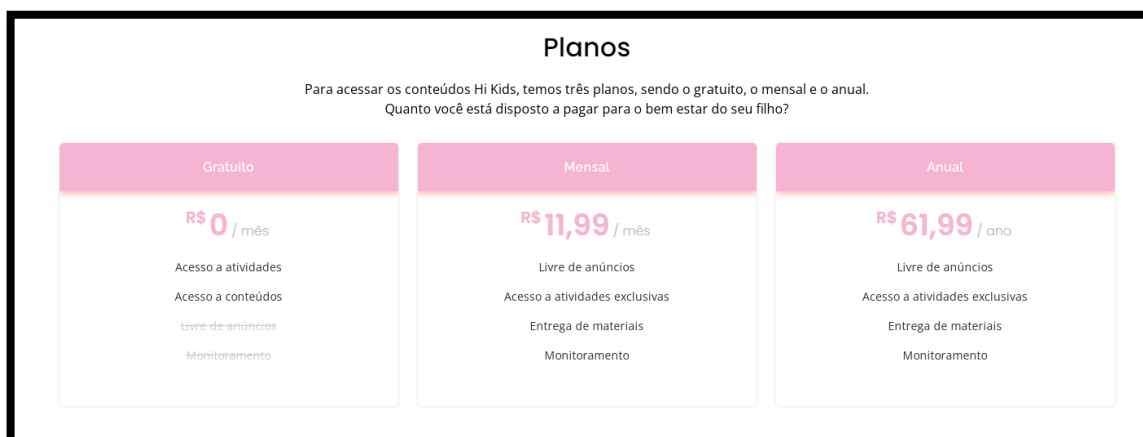 Planos
Para acessar os conteúdos Hi Kids, temos três planos, sendo o gratuito, o mensal e o anual.
Quanto você está disposto a pagar para o bem estar do seu filho?
Gratuito
R$ 0 / mês
Acesso a atividades
Acesso a conteúdos
Livre de anúncios
Monitoramento
Mensal
R$ 11,99 / mês
Livre de anúncios
Acesso a atividades exclusivas
Entrega de materiais
Monitoramento
Anual
R$ 61,99 / ano
Livre de anúncios
Acesso a atividades exclusivas
Entrega de materiais
Monitoramento